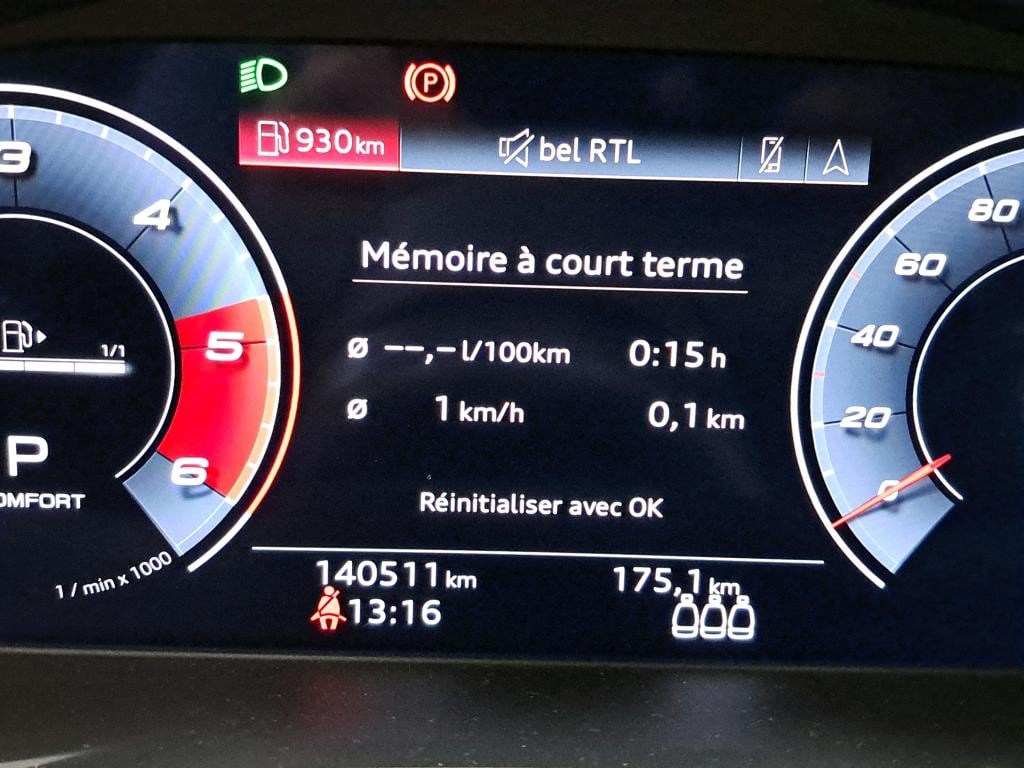 P
930 km
bel RTL
3
4
5
6
1/1
P
OMFORT
1 / min x 1000
Mémoire à court terme
ø --,- l/100km 0:15 h
ø 1 km/h 0,1 km
Réinitialiser avec OK
140511 km 175,1 km
13:16
80
60
40
20
0